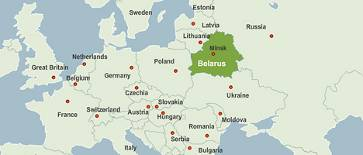 Estonia
Sweden
Latvia
Russia
Lithuania
Minsk
Netherlands
Belarus
Great Britain
Germany
Poland
Belgium
Czechia
Ukraine
France
Switzerland
Slovakia
Austria
Hungary
Moldova
Romania
Serbia
Bulgaria